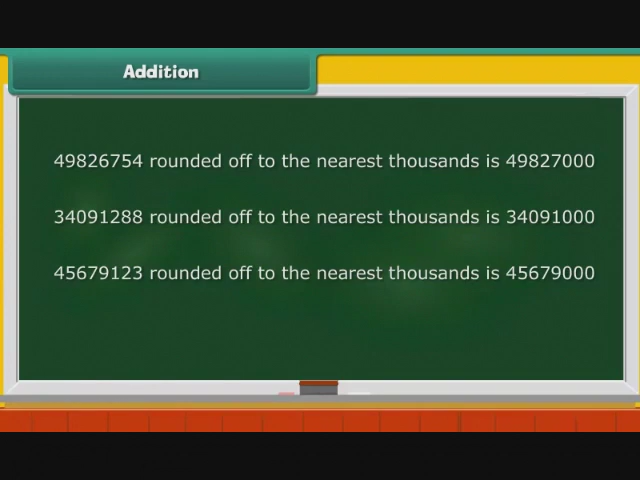 Addition
49826754 rounded off to the nearest thousands is 49827000
34091288 rounded off to the nearest thousands is 34091000
45679123 rounded off to the nearest thousands is 45679000